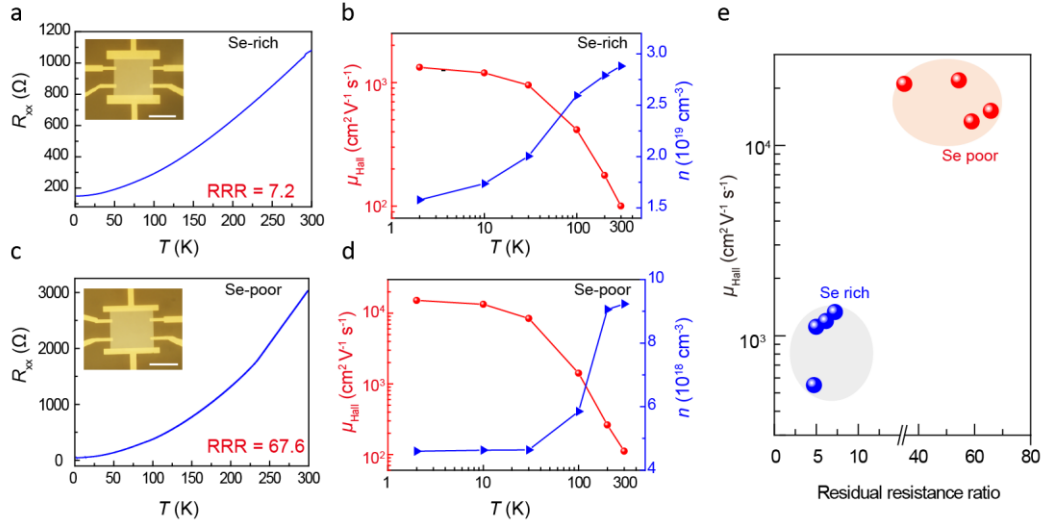 a
Se-rich
RRR = 7.2
1200
1000
800
600
400
200
Rxx (Ω)
0 50 100 150 200 250 300
T (K)
b
Se-rich
10³
10²
μHall (cm² V⁻¹ s⁻¹)
3.0
2.5
2.0
1.5
n (10¹⁹ cm⁻³)
1 10 100 300
T (K)
c
Se-poor
RRR = 67.6
3000
2000
1000
0
Rxx (Ω)
0 50 100 150 200 250 300
T (K)
d
Se-poor
10⁴
10³
10²
μHall (cm² V⁻¹ s⁻¹)
10
8
6
4
n (10¹⁸ cm⁻³)
1 10 100 300
T (K)
e
Se poor
Se rich
10⁴
10³
μHall (cm² V⁻¹ s⁻¹)
0 5 40 60 80
Residual resistance ratio